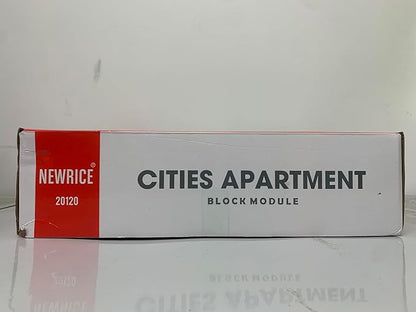 NEWRICE®
20120
CITIES APARTMENT
BLOCK MODULE